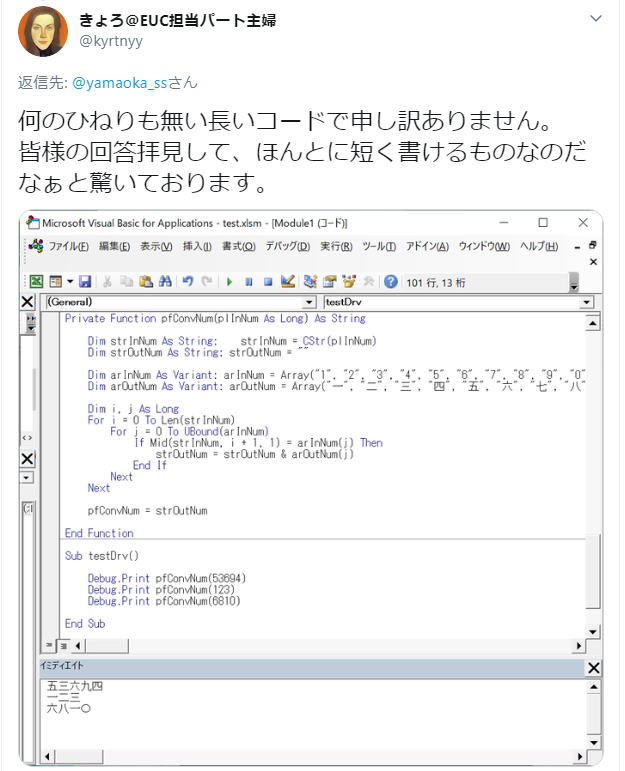 きょろ@EUC担当パート主婦
@kyrtnyy
返信先: @yamaoka_ssさん
何のひねりも無い長いコードで申し訳ありません。
皆様の回答拝見して、ほんとに短く書けるものなのだ
なぁと驚いております。
Microsoft Visual Basic for Applications - test.xlsm - [Module1 (コード)]
ファイル(F) 編集(E) 表示(V) 挿入(I) 書式(O) デバッグ(D) 実行(R) ツール(T) アドイン(A) ウィンドウ(W) ヘルプ(H)
101 行, 13 桁
(General) testDrv
Private Function pfConvNum(plInNum As Long) As String
Dim strInNum As String: strInNum = CStr(plInNum)
Dim strOutNum As String: strOutNum = ""
Dim arInNum As Variant: arInNum = Array("1", "2", "3", "4", "5", "6", "7", "8", "9", "0"
Dim arOutNum As Variant: arOutNum = Array("一", "二", "三", "四", "五", "六", "七", "八"
Dim i, j As Long
For i = 0 To Len(strInNum)
For j = 0 To UBound(arInNum)
If Mid(strInNum, i + 1, 1) = arInNum(j) Then
strOutNum = strOutNum & arOutNum(j)
End If
Next
Next
pfConvNum = strOutNum
End Function
Sub testDrv()
Debug.Print pfConvNum(53694)
Debug.Print pfConvNum(123)
Debug.Print pfConvNum(6810)
End Sub
イミディエイト
五三六九四
一二三
六八一〇